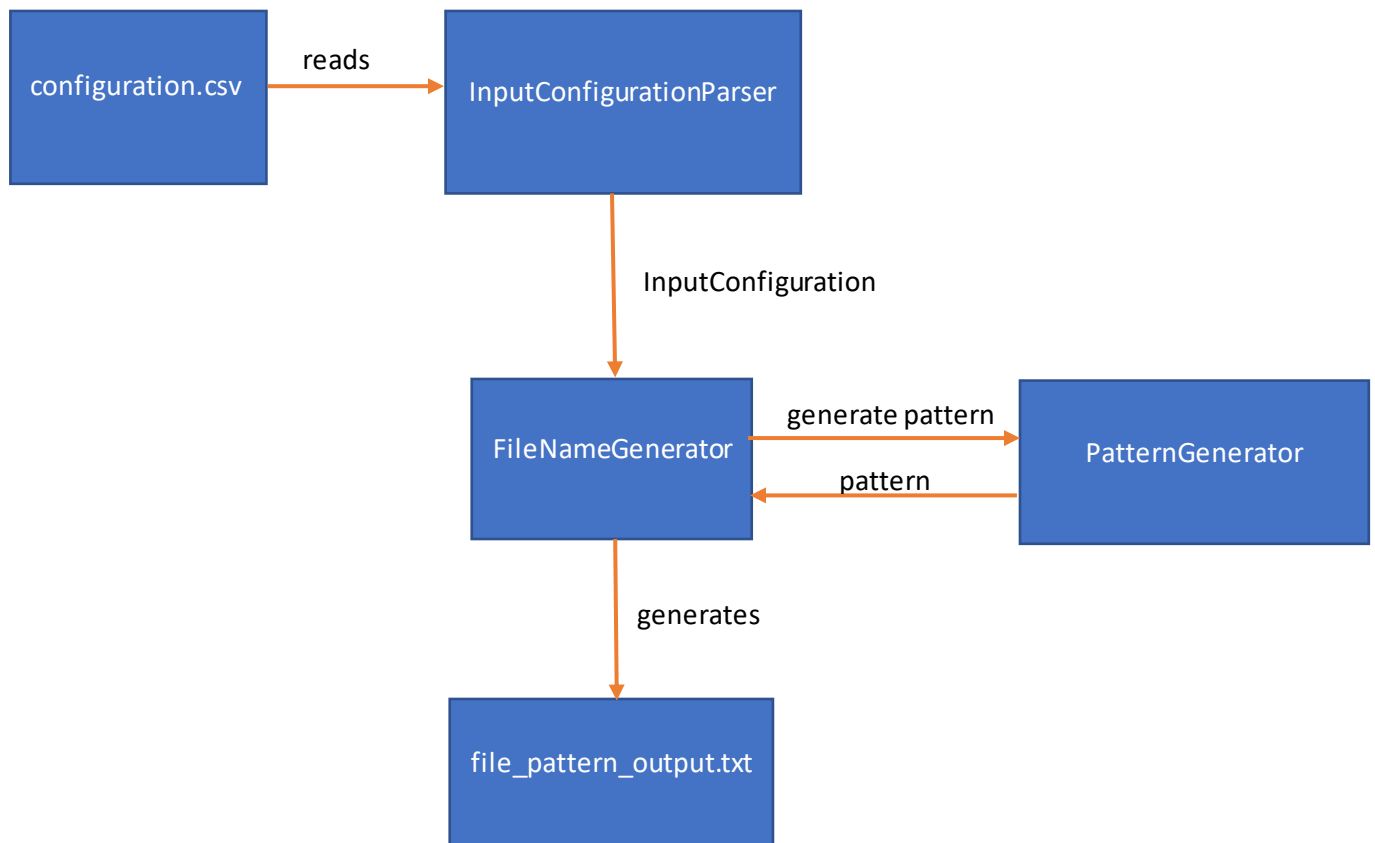 configuration.csv
reads
InputConfigurationParser
InputConfiguration
FileNameGenerator
generate pattern
pattern
PatternGenerator
generates
file_pattern_output.txt